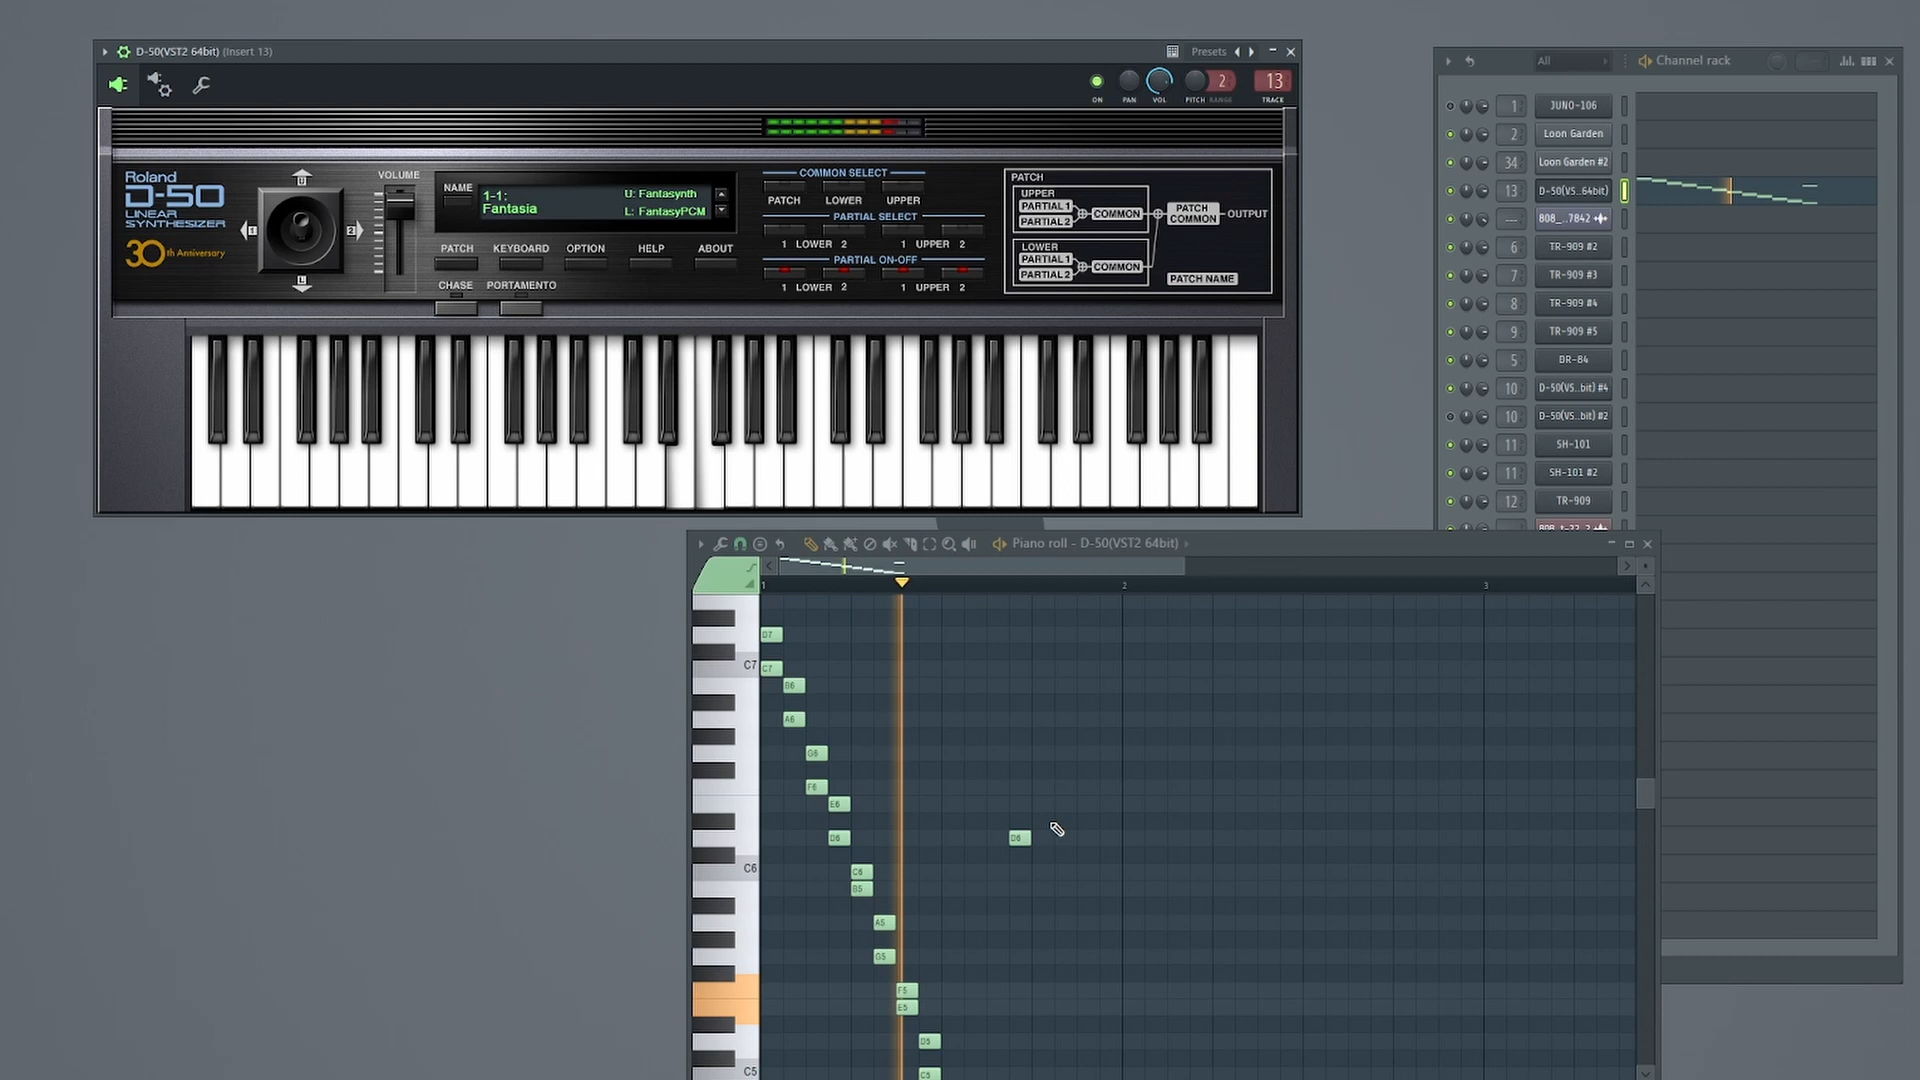 D-50(VST2 64bit) (Insert 13)
Presets
2
13
ON PAN VOL PITCH RANGE TRACK
Roland
D-50
LINEAR
SYNTHESIZER
30th Anniversary
U
1
2
L
VOLUME
NAME
1-1:
Fantasia
U: Fantasynth
L: FantasyPCM
PATCH KEYBOARD OPTION HELP ABOUT
CHASE PORTAMENTO
COMMON SELECT
PATCH LOWER UPPER
PARTIAL SELECT
1 LOWER 2 1 UPPER 2
PARTIAL ON-OFF
1 LOWER 2 1 UPPER 2
PATCH
UPPER
PARTIAL 1
PARTIAL 2
COMMON
LOWER
PARTIAL 1
PARTIAL 2
COMMON
PATCH COMMON
OUTPUT
PATCH NAME
All
Channel rack
1 JUNO-106
2 Loon Garden
34 Loon Garden #2
13 D-50(VS..64bit)
--- 808_..7842
6 TR-909 #2
7 TR-909 #3
8 TR-909 #4
9 TR-909 #5
5 DR-84
10 D-50(VS..bit) #4
10 D-50(VS..bit) #2
11 SH-101
11 SH-101 #2
12 TR-909
Piano roll - D-50(VST2 64bit)
1 2 3
D7
C7
C7
B6
A6
G6
F6
E6
D6
D6
C6
C6
B5
A5
G5
F5
E5
D5
C5
C5